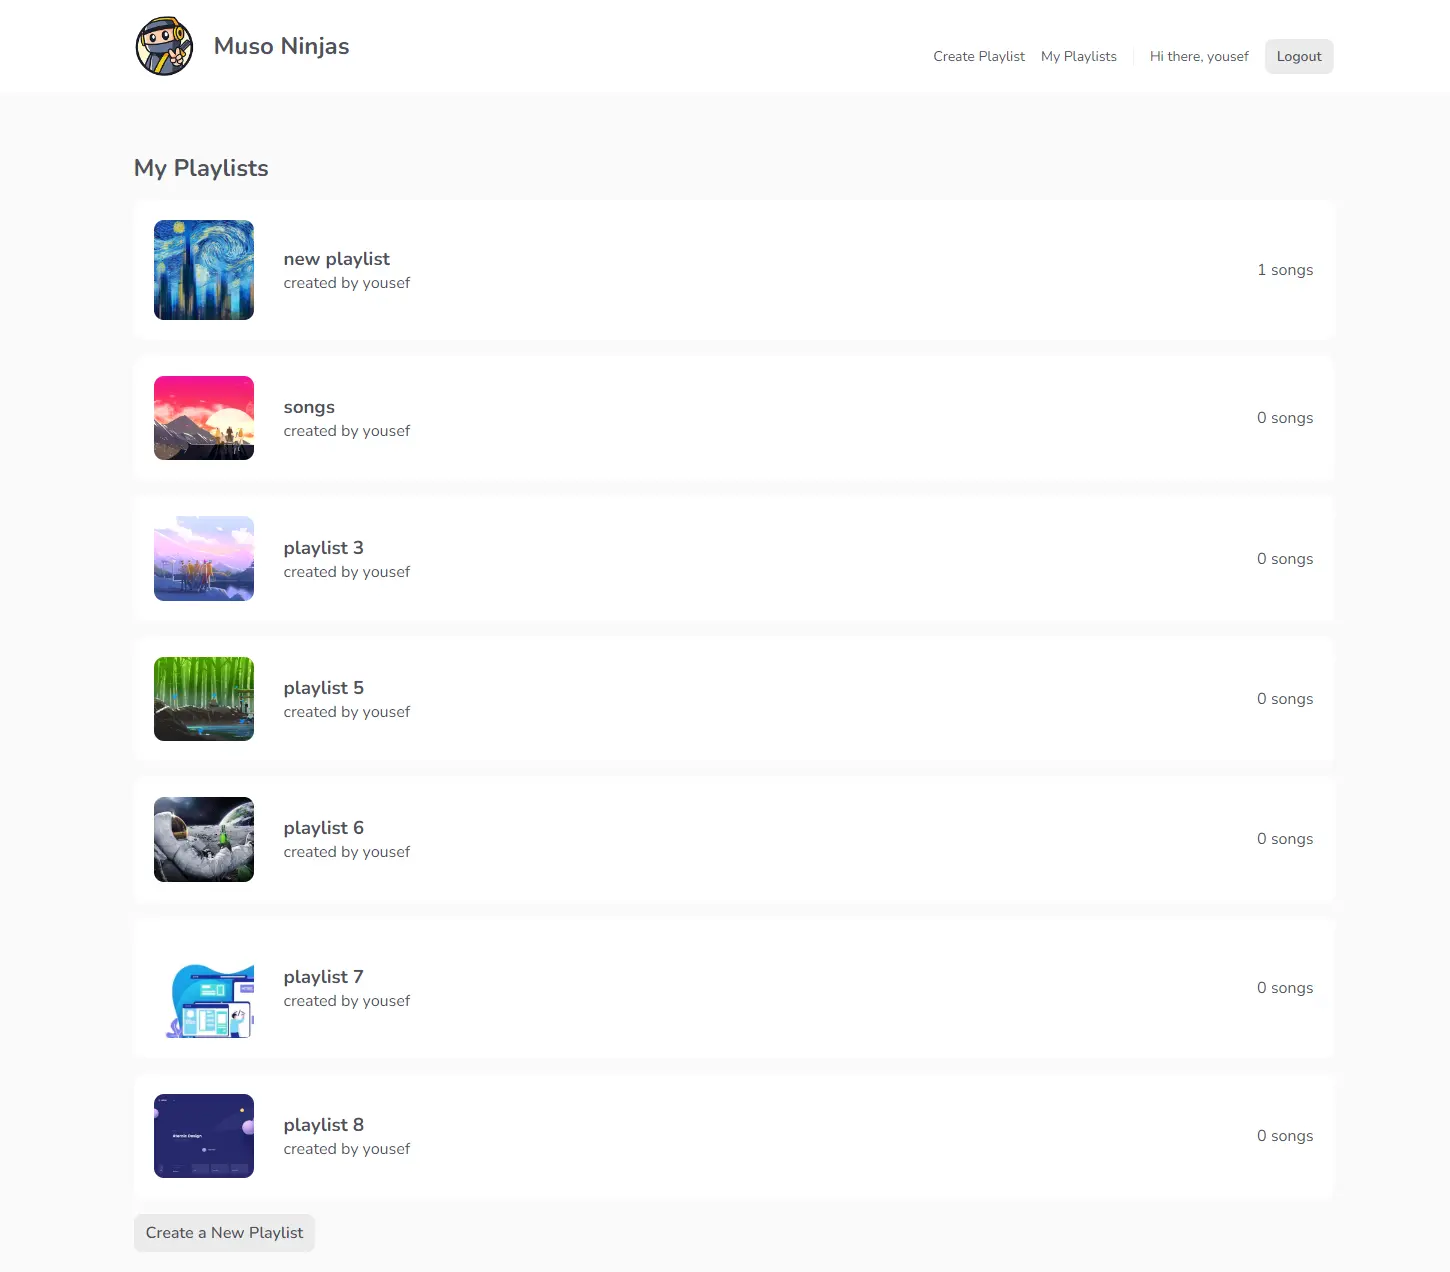 Muso Ninjas
Create Playlist My Playlists Hi there, yousef Logout
My Playlists
new playlist
created by yousef
1 songs
songs
created by yousef
0 songs
playlist 3
created by yousef
0 songs
playlist 5
created by yousef
0 songs
playlist 6
created by yousef
0 songs
playlist 7
created by yousef
0 songs
Atomic Design
playlist 8
created by yousef
0 songs
Create a New Playlist